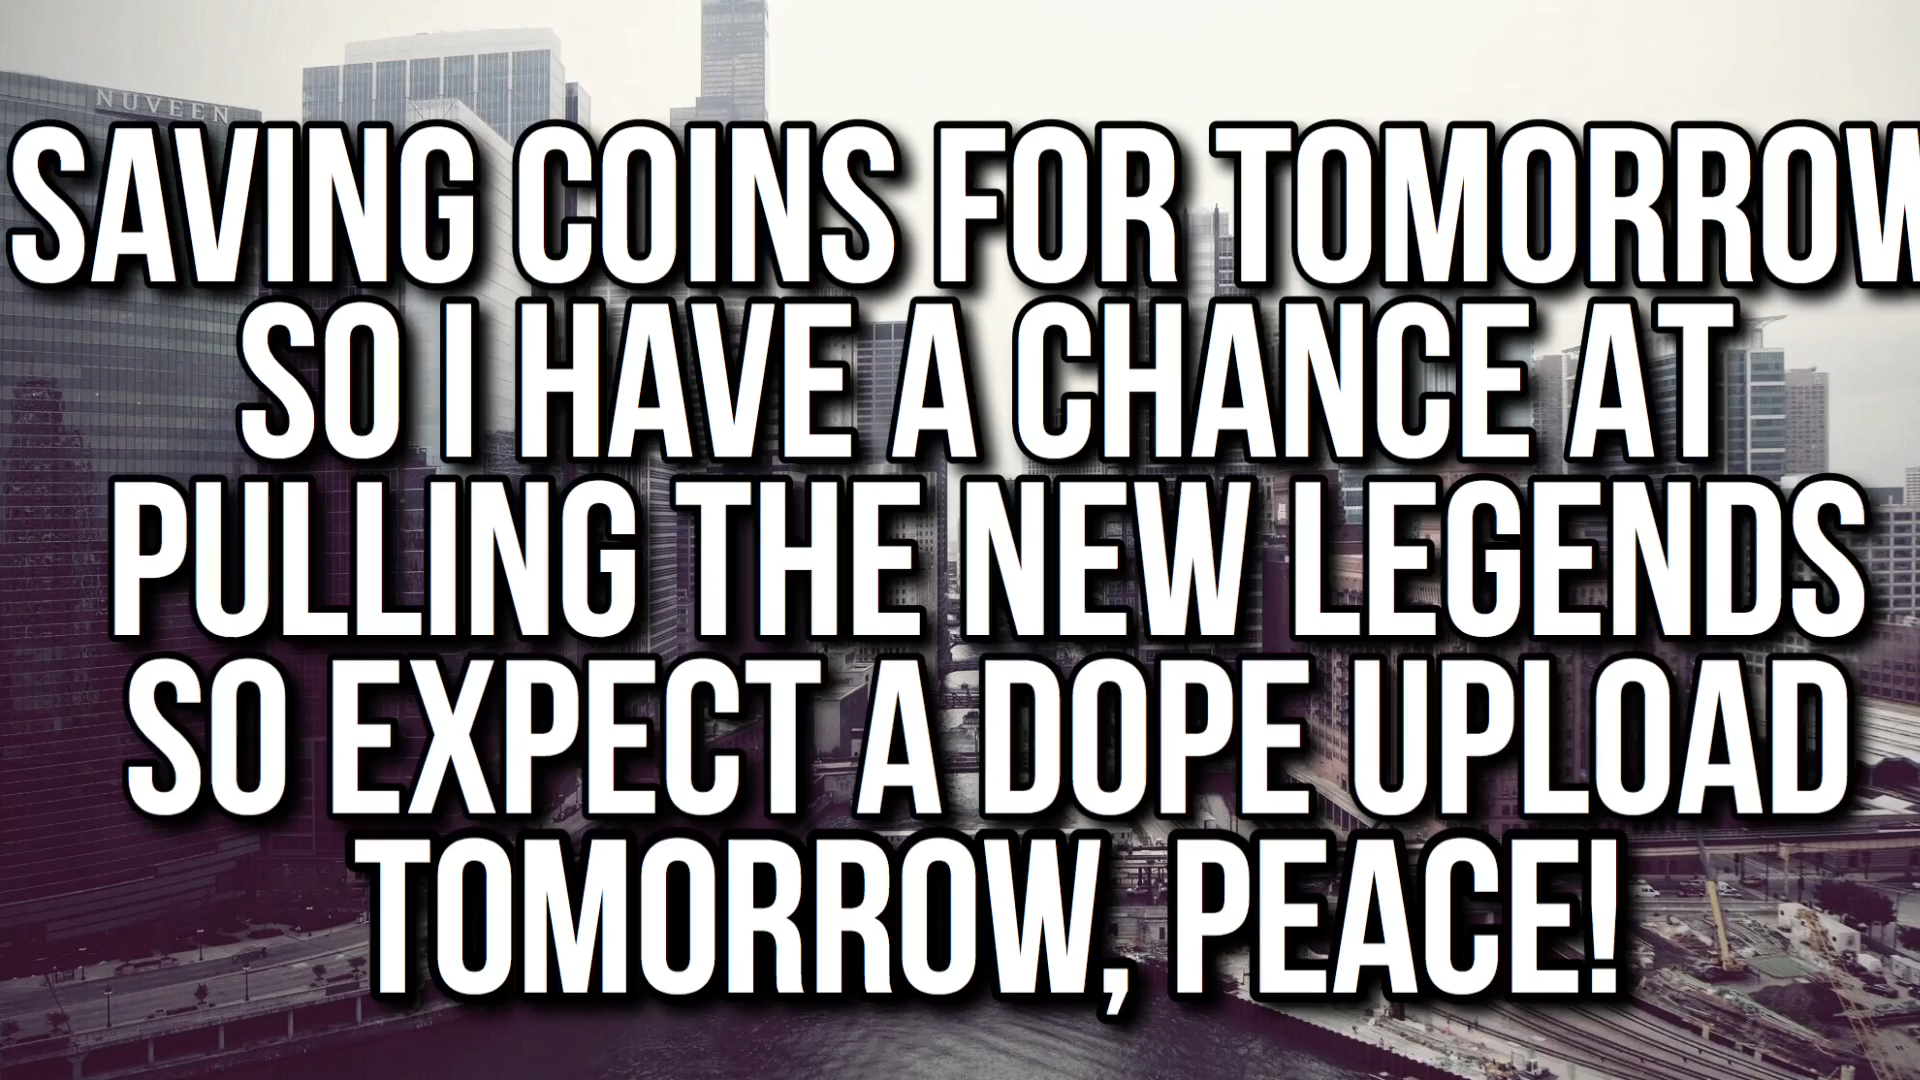 NUVEEN
SAVING COINS FOR TOMORROW
SO I HAVE A CHANCE AT
PULLING THE NEW LEGENDS
SO EXPECT A DOPE UPLOAD
TOMORROW, PEACE!